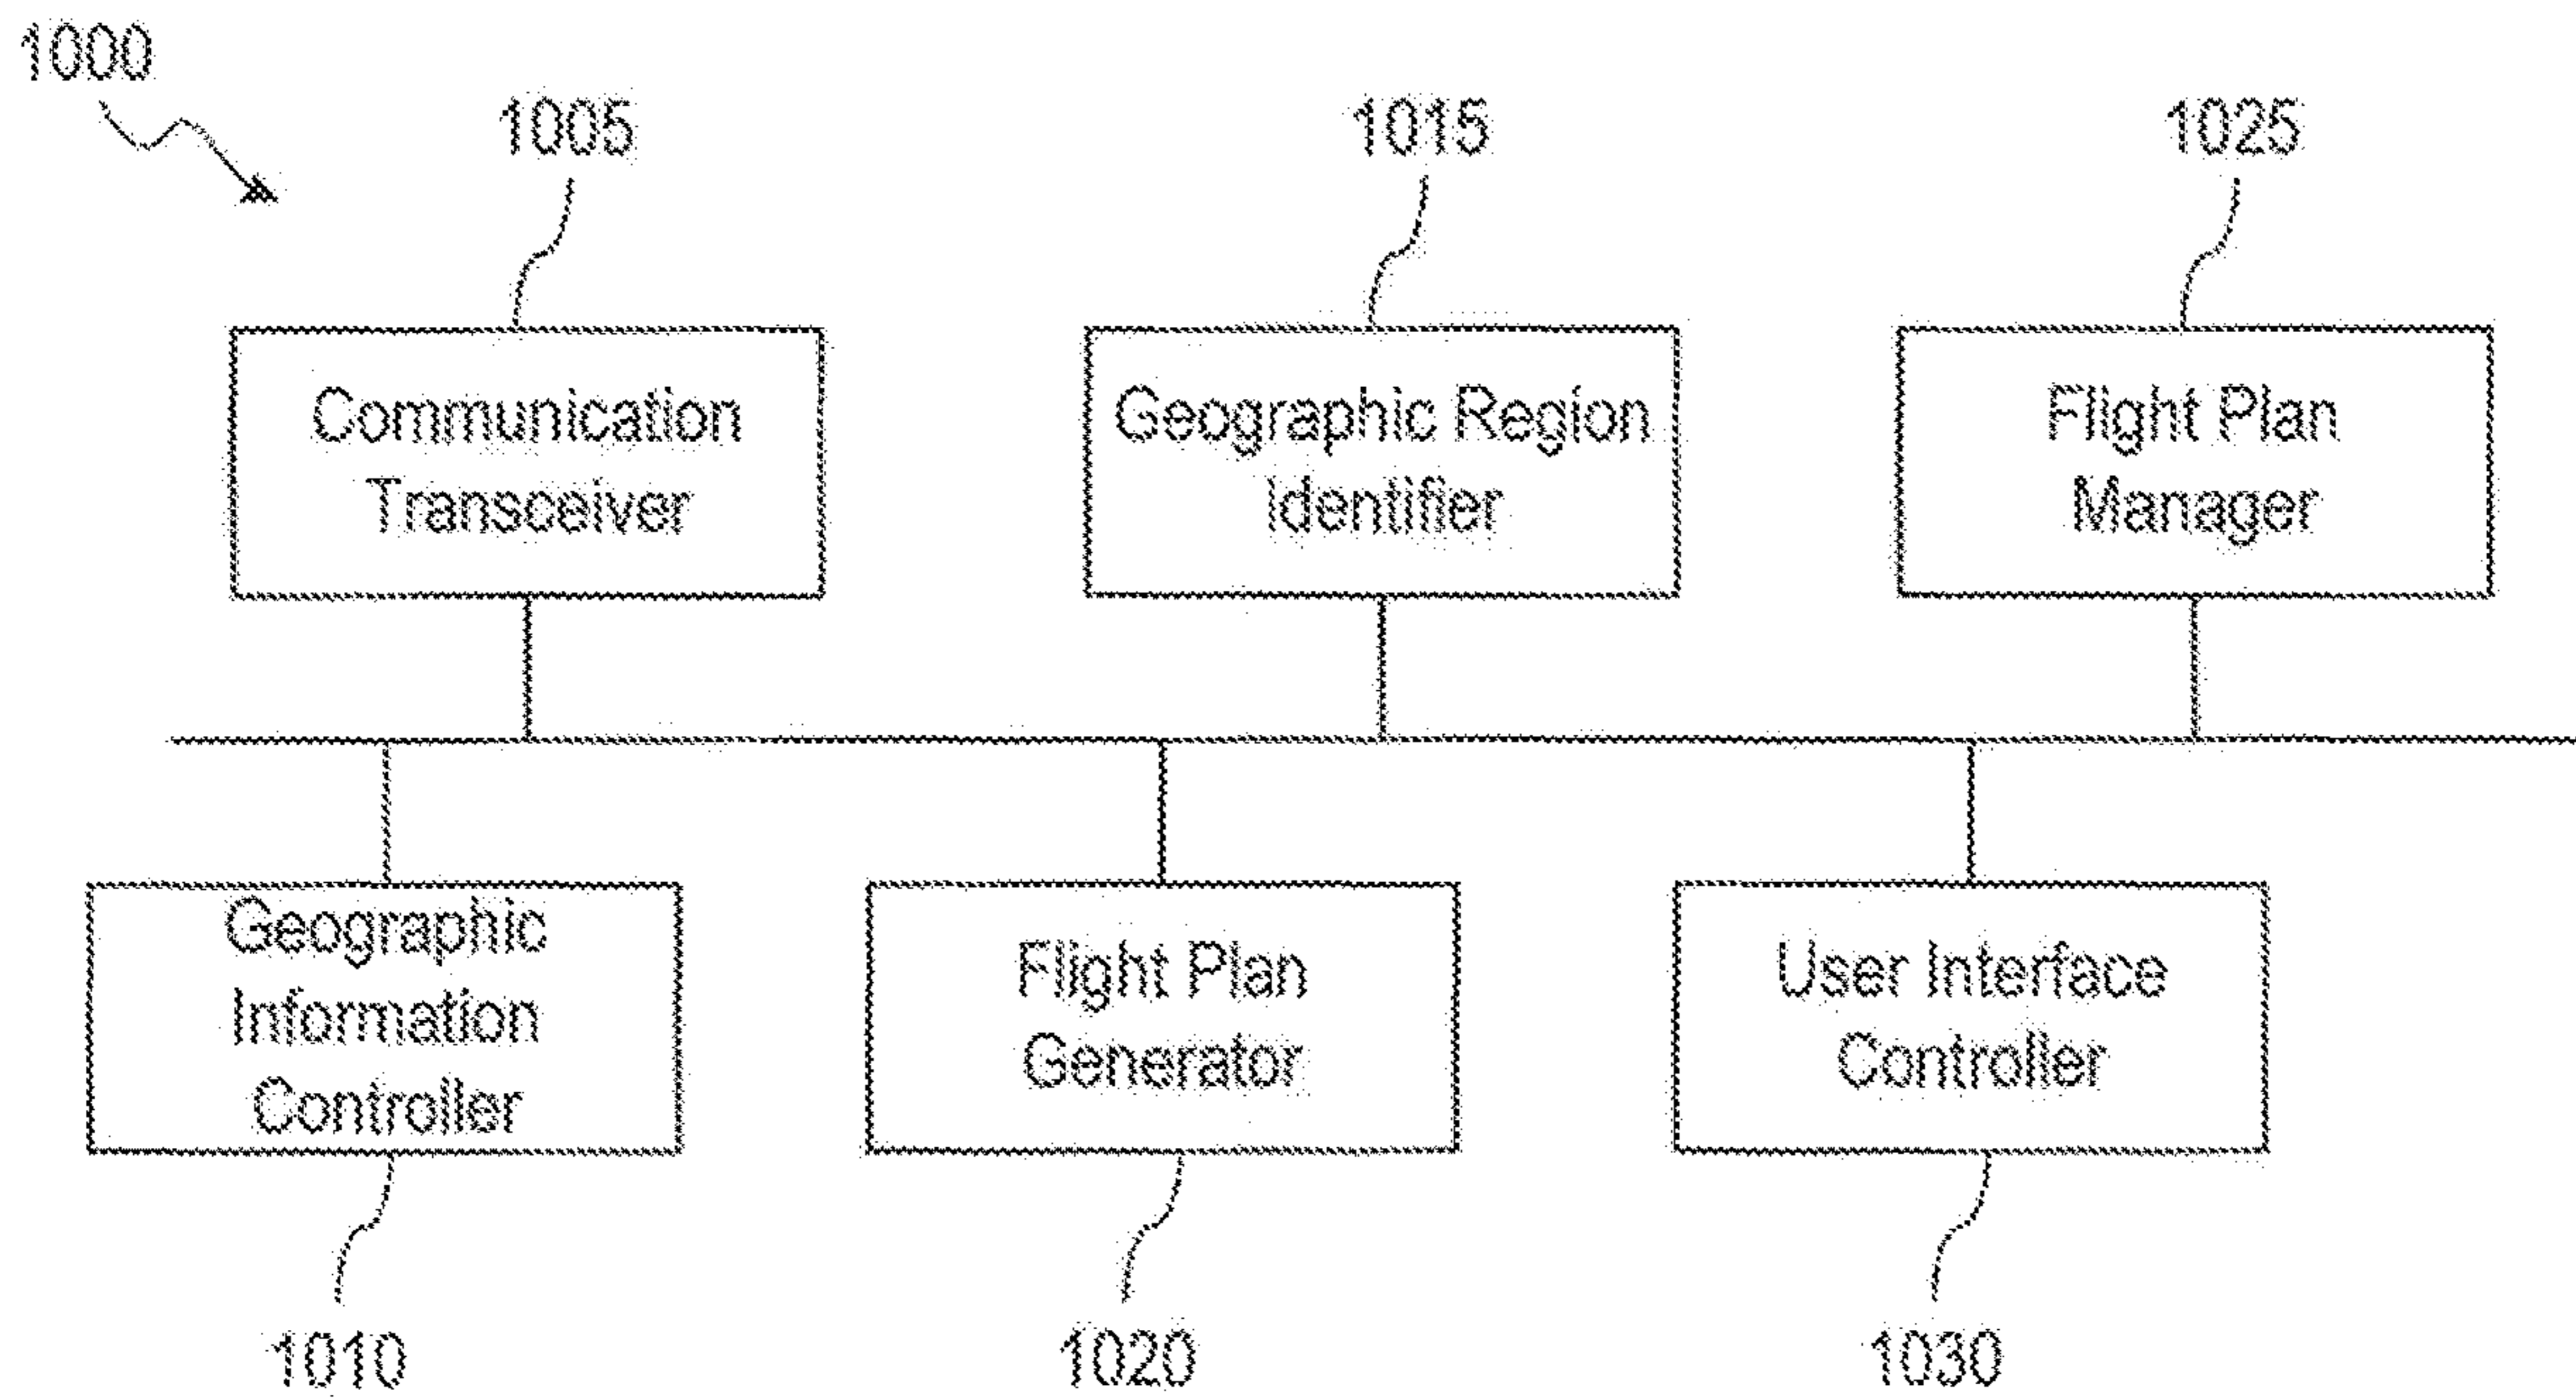 1000
1005
1015
1025
Communication
Transceiver
Geographic Region
Identifier
Flight Plan
Manager
Geographic
Information
Controller
Flight Plan
Generator
User Interface
Controller
1010
1020
1030